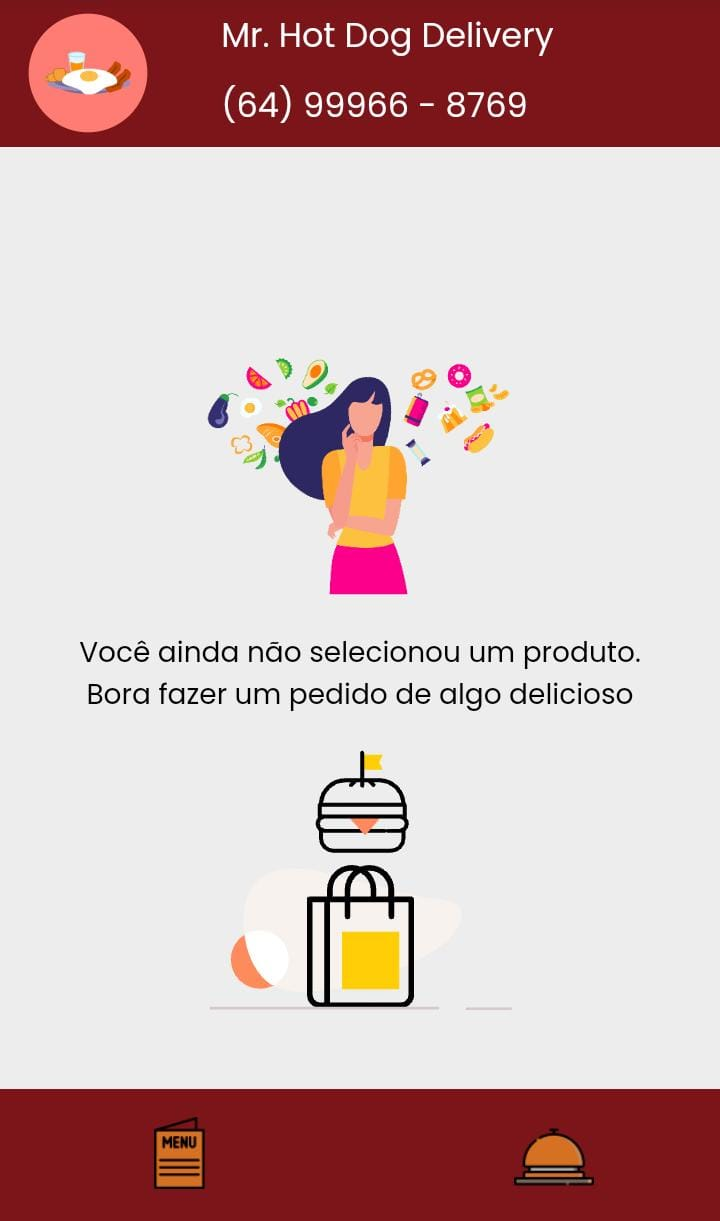 Mr. Hot Dog Delivery
(64) 99966 - 8769
Você ainda não selecionou um produto.
Bora fazer um pedido de algo delicioso
MENU